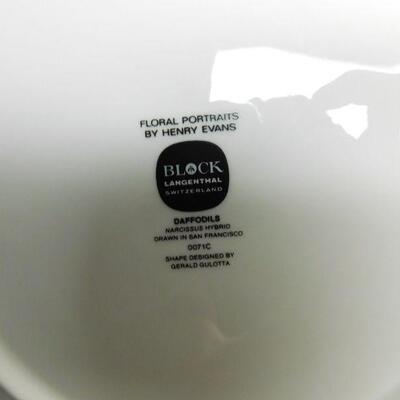 FLORAL PORTRAITS
BY HENRY EVANS
BLOCK
LANGENTHAL
SWITZERLAND
DAFFODILS
NARCISSUS HYBRID
DRAWN IN SAN FRANCISCO
0071C
SHAPE DESIGNED BY
GERALD GULOTTA